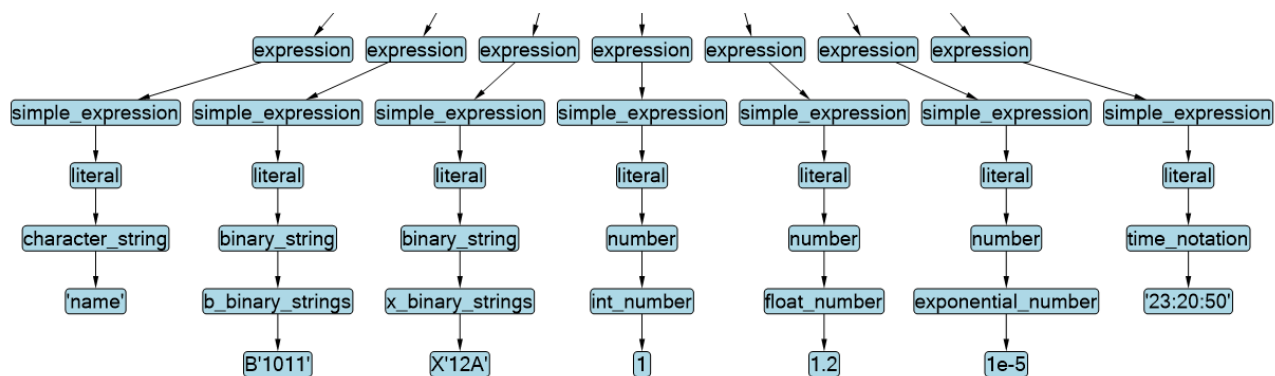 expression expression expression expression expression expression expression
simple_expression simple_expression simple_expression simple_expression simple_expression simple_expression simple_expression
literal literal literal literal literal literal literal
character_string binary_string binary_string number number number time_notation
'name' b_binary_strings x_binary_strings int_number float_number exponential_number '23:20:50'
B'1011' X'12A' 1 1.2 1e-5